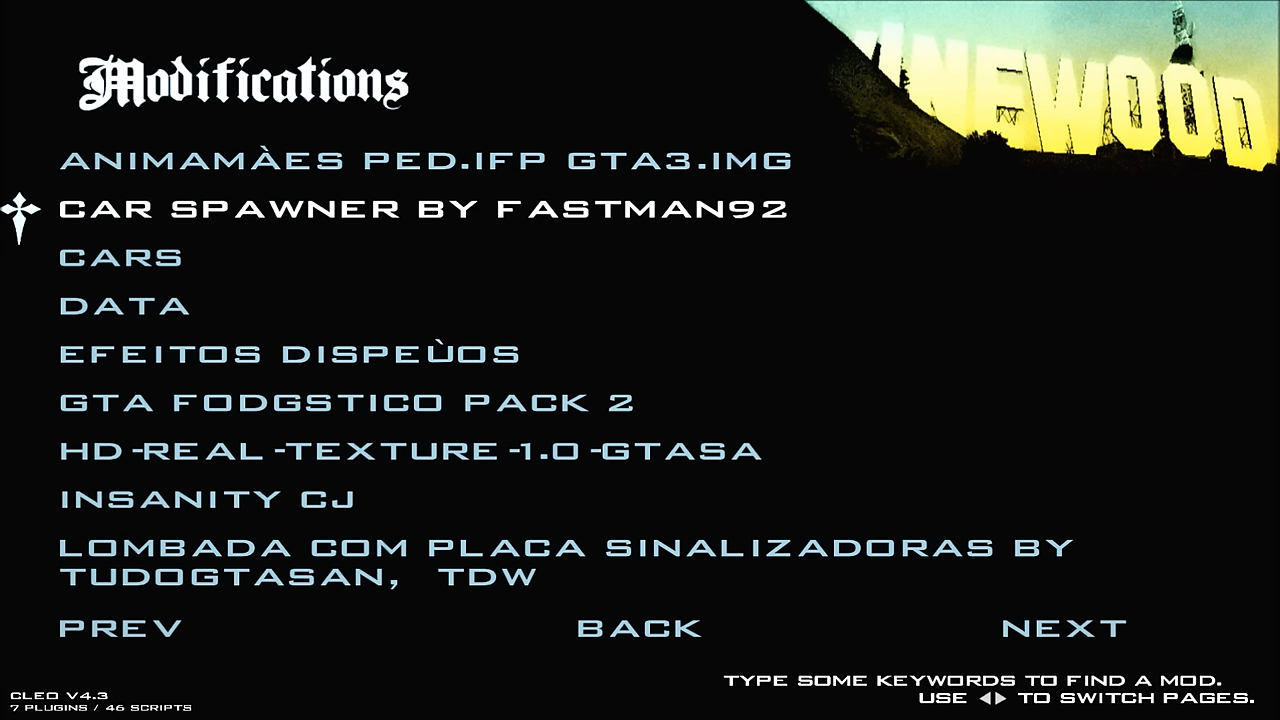 INEWOOD
Modifications
ANIMAMÀES PED.IFP GTA3.IMG
CAR SPAWNER BY FASTMAN92
CARS
DATA
EFEITOS DISPEÙOS
GTA FODGSTICO PACK 2
HD-REAL-TEXTURE-1.0-GTASA
INSANITY CJ
LOMBADA COM PLACA SINALIZADORAS BY
TUDOGTASAN, TDW
PREV BACK NEXT
TYPE SOME KEYWORDS TO FIND A MOD.
USE ◀▶ TO SWITCH PAGES.
CLEO V4.3
7 PLUGINS / 46 SCRIPTS